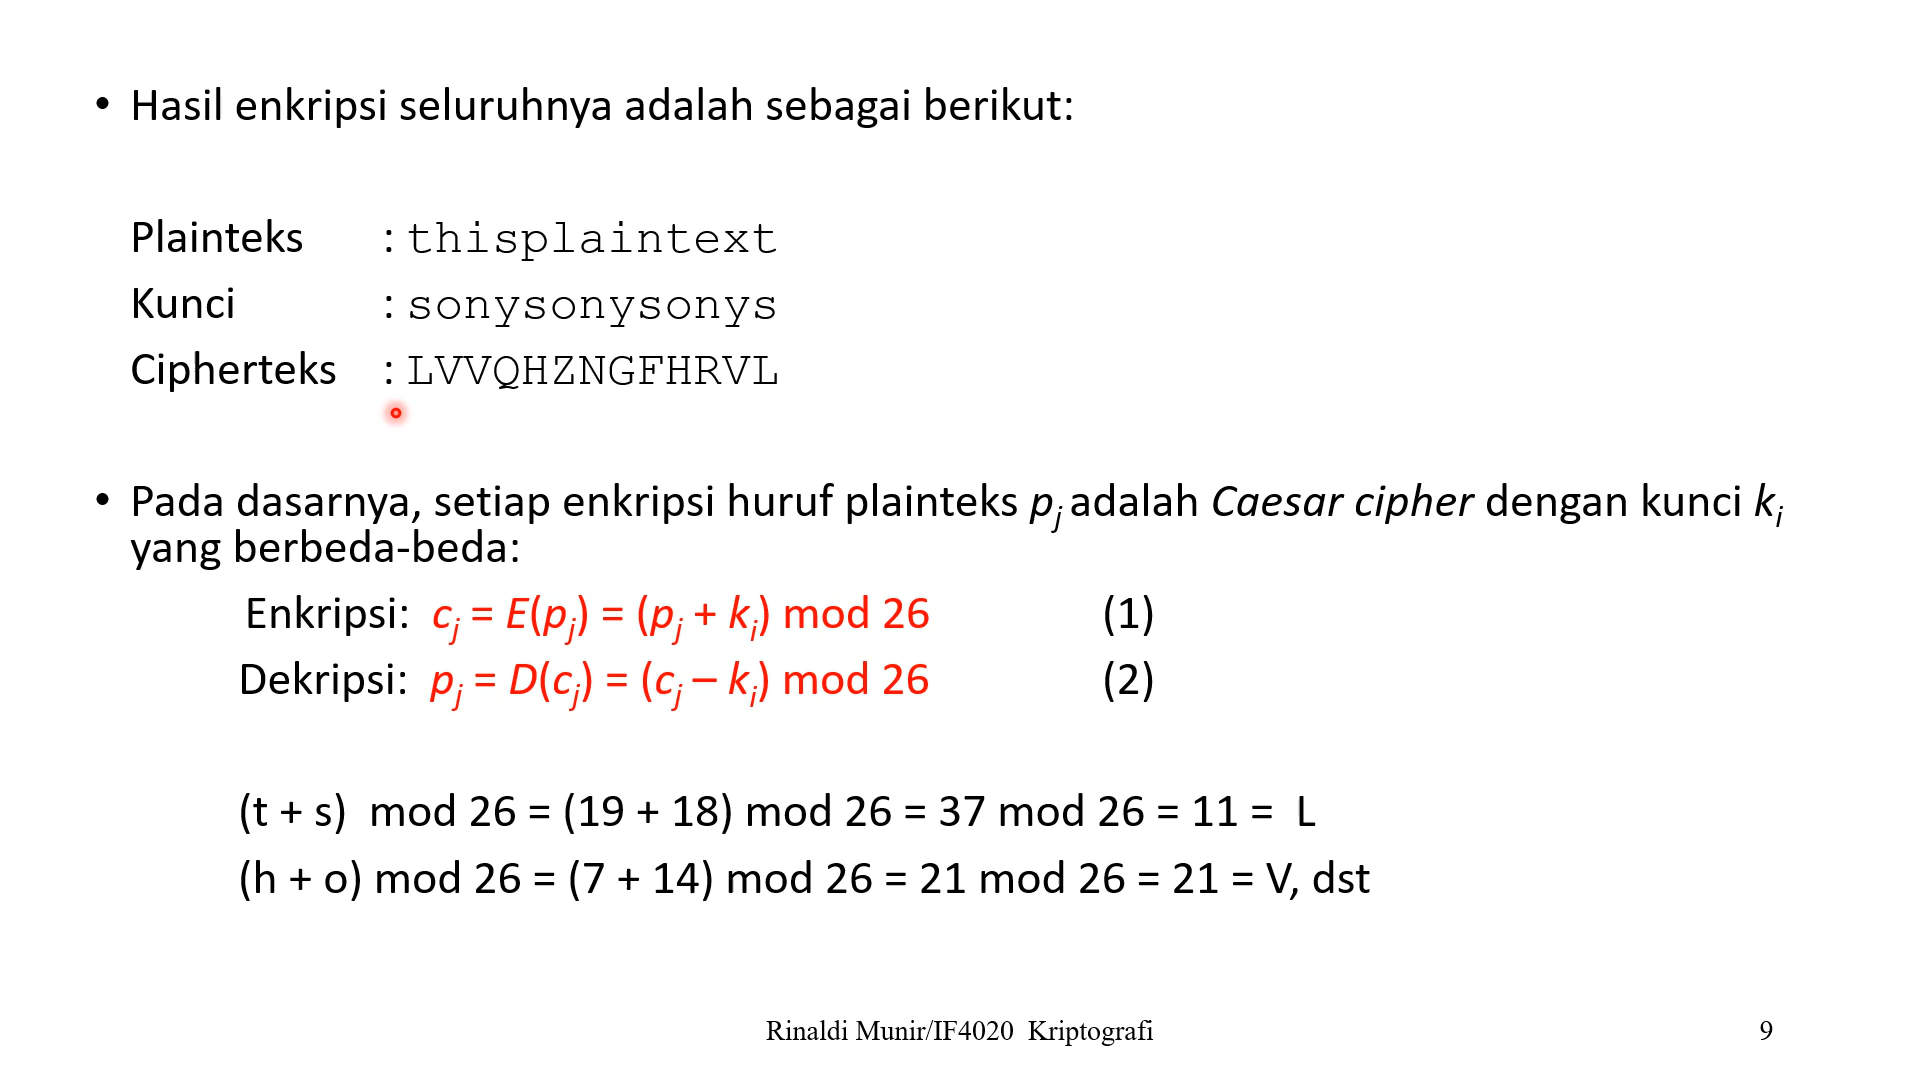 • Hasil enkripsi seluruhnya adalah sebagai berikut:
Plainteks : thisplaintext
Kunci : sonysonysonys
Cipherteks : LVVQHZNGFHRVL
• Pada dasarnya, setiap enkripsi huruf plainteks pj adalah Caesar cipher dengan kunci ki
yang berbeda-beda:
Enkripsi: cj = E(pj) = (pj + ki) mod 26 (1)
Dekripsi: pj = D(cj) = (cj – ki) mod 26 (2)
(t + s) mod 26 = (19 + 18) mod 26 = 37 mod 26 = 11 = L
(h + o) mod 26 = (7 + 14) mod 26 = 21 mod 26 = 21 = V, dst
Rinaldi Munir/IF4020 Kriptografi 9